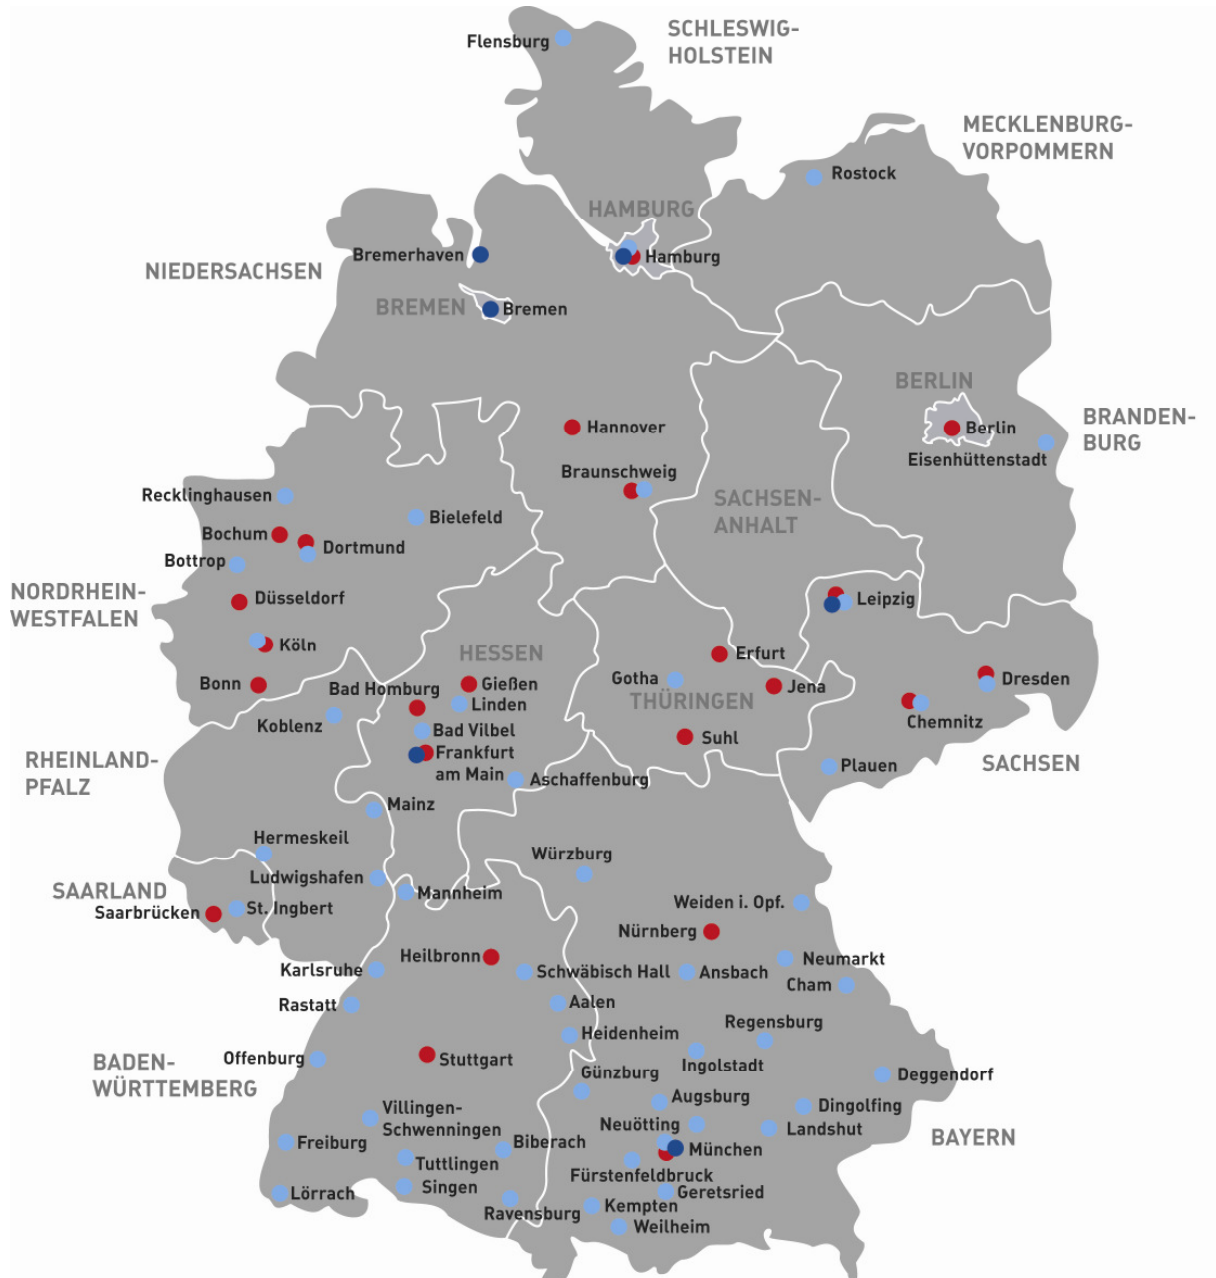 SCHLESWIG-
HOLSTEIN
Flensburg
MECKLENBURG-
VORPOMMERN
Rostock
HAMBURG
Hamburg
Bremerhaven
NIEDERSACHSEN
BREMEN
Bremen
BERLIN
Berlin
BRANDEN-
BURG
Eisenhüttenstadt
Hannover
Braunschweig
SACHSEN-
ANHALT
Recklinghausen
Bielefeld
Bochum
Dortmund
Bottrop
NORDRHEIN-
WESTFALEN
Düsseldorf
Köln
Bonn
Leipzig
HESSEN
Erfurt
Gotha
Jena
THÜRINGEN
Suhl
Dresden
Chemnitz
Plauen
SACHSEN
Gießen
Bad Homburg
Linden
Koblenz
Bad Vilbel
Frankfurt
am Main
Aschaffenburg
RHEINLAND-
PFALZ
Mainz
Hermeskeil
Ludwigshafen
Mannheim
SAARLAND
Saarbrücken
St. Ingbert
Würzburg
Weiden i. Opf.
Nürnberg
Heilbronn
Karlsruhe
Schwäbisch Hall
Ansbach
Neumarkt
Cham
Rastatt
Aalen
Heidenheim
Regensburg
Ingolstadt
Offenburg
Stuttgart
BADEN-
WÜRTTEMBERG
Günzburg
Augsburg
Deggendorf
Dingolfing
Landshut
BAYERN
Villingen-
Schwenningen
Freiburg
Biberach
Tuttlingen
Singen
Lörrach
Ravensburg
Neuötting
München
Fürstenfeldbruck
Geretsried
Kempten
Weilheim